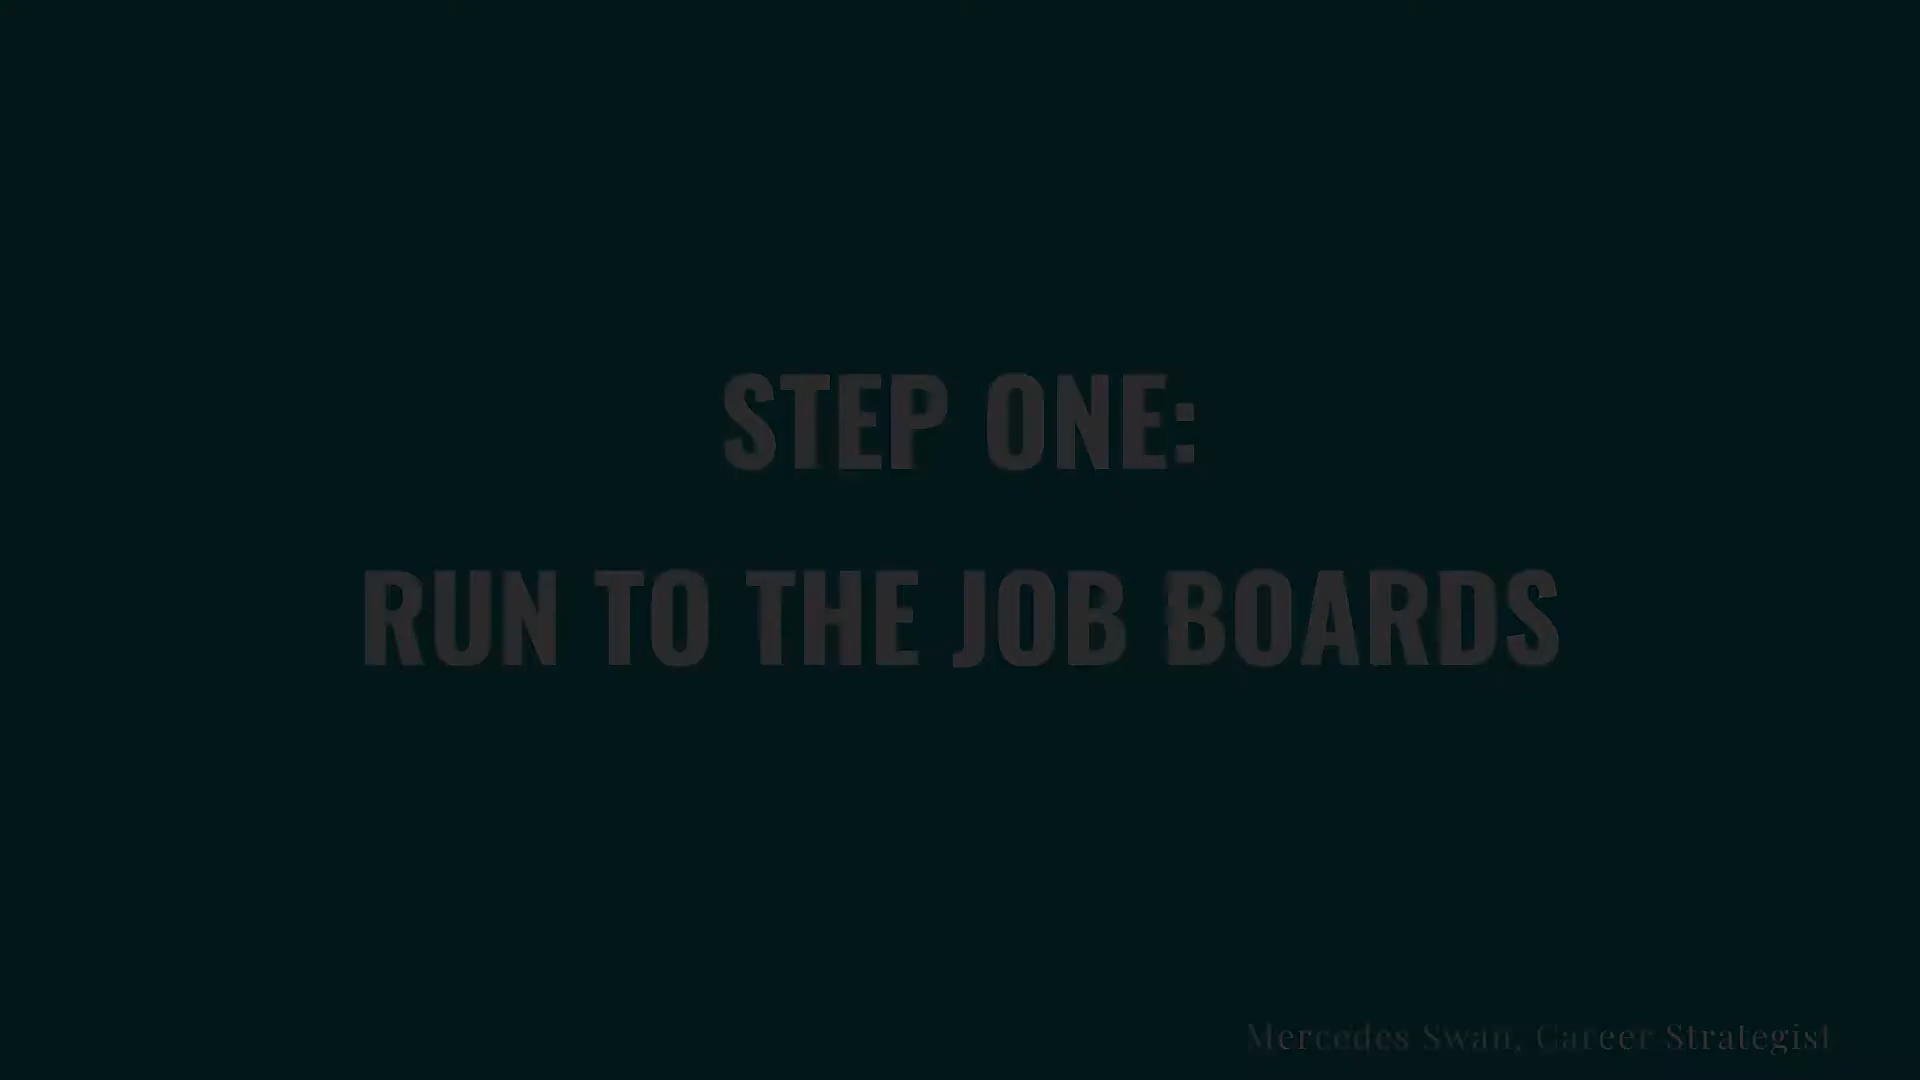 STEP ONE:
RUN TO THE JOB BOARDS
Mercedes Swan, Career Strategist